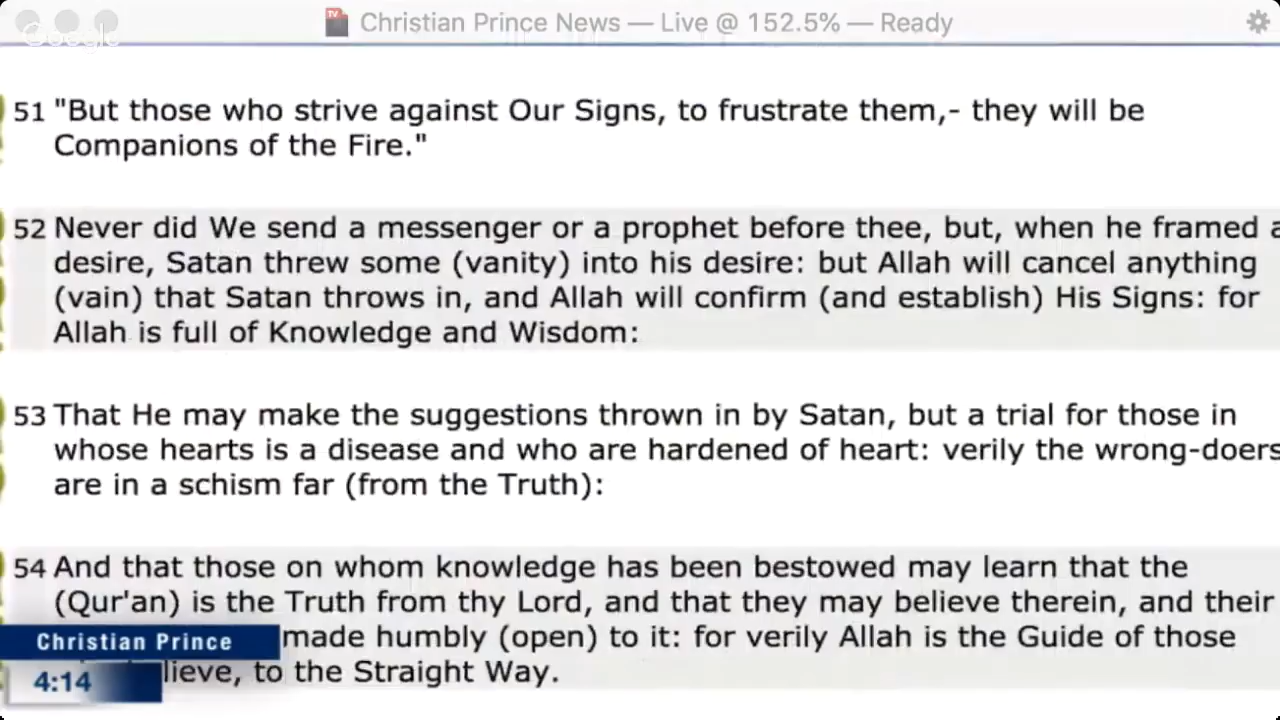 Christian Prince News — Live @ 152.5% — Ready
Google
51 "But those who strive against Our Signs, to frustrate them,- they will be
Companions of the Fire."
52 Never did We send a messenger or a prophet before thee, but, when he framed a
desire, Satan threw some (vanity) into his desire: but Allah will cancel anything
(vain) that Satan throws in, and Allah will confirm (and establish) His Signs: for
Allah is full of Knowledge and Wisdom:
53 That He may make the suggestions thrown in by Satan, but a trial for those in
whose hearts is a disease and who are hardened of heart: verily the wrong-doers
are in a schism far (from the Truth):
54 And that those on whom knowledge has been bestowed may learn that the
(Qur'an) is the Truth from thy Lord, and that they may believe therein, and their
made humbly (open) to it: for verily Allah is the Guide of those
lieve, to the Straight Way.
Christian Prince
4:14